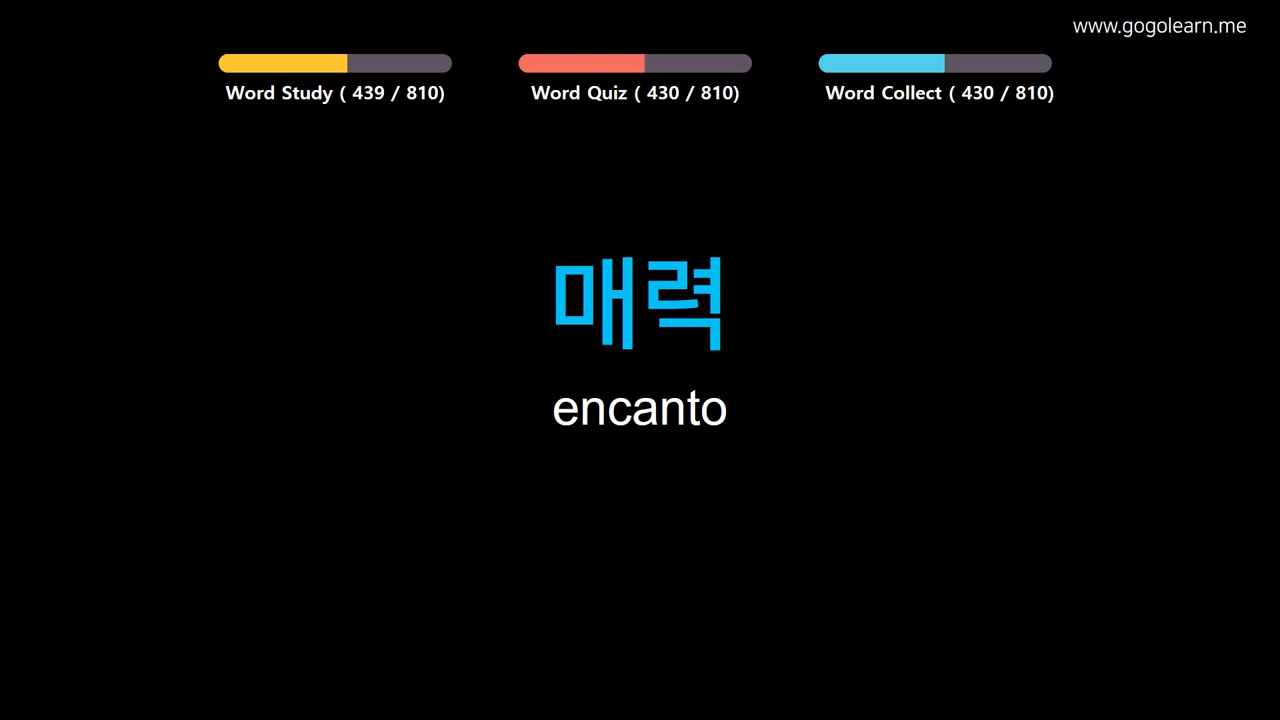 www.gogolearn.me
Word Study ( 439 / 810)
Word Quiz ( 430 / 810)
Word Collect ( 430 / 810)
매력
encanto